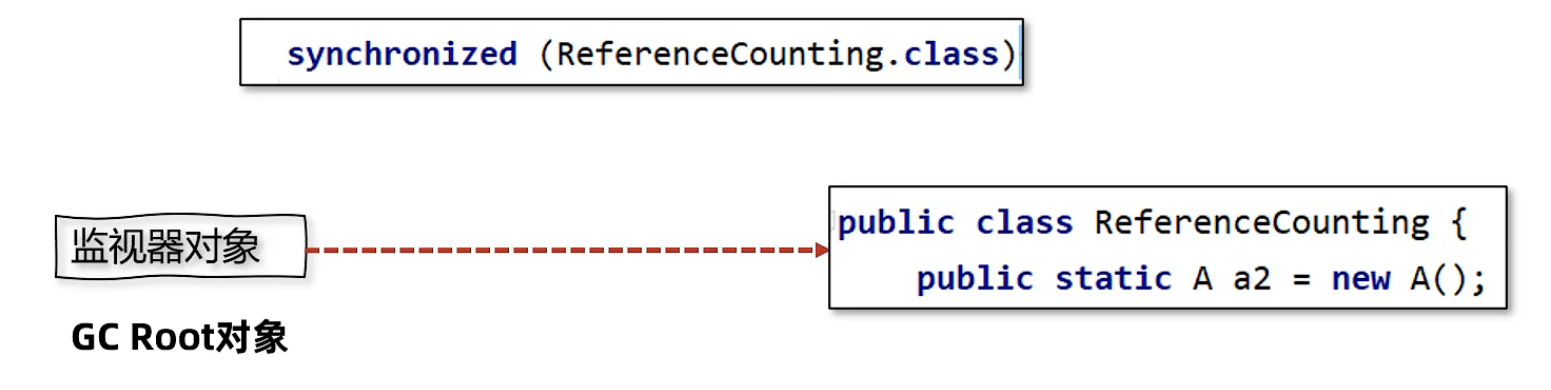 synchronized (ReferenceCounting.class)
监视器对象
public class ReferenceCounting {
public static A a2 = new A();
GC Root对象